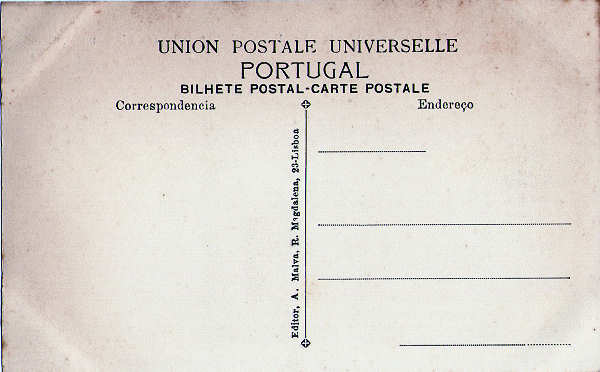 UNION POSTALE UNIVERSELLE
PORTUGAL
BILHETE POSTAL-CARTE POSTALE
Correspondencia
Endereço
Editor, A. Malva, R. Magdalena, 23-Lisboa